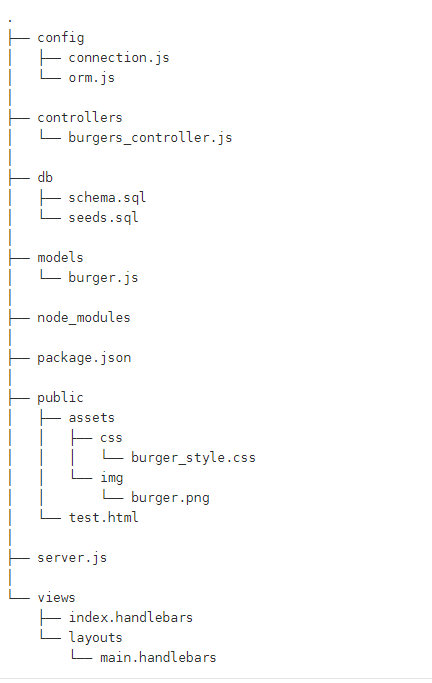 .
├── config
│   ├── connection.js
│   └── orm.js
│
├── controllers
│   └── burgers_controller.js
│
├── db
│   ├── schema.sql
│   └── seeds.sql
│
├── models
│   └── burger.js
│
├── node_modules
│
├── package.json
│
├── public
│   ├── assets
│   │   ├── css
│   │   │   └── burger_style.css
│   │   └── img
│   │       └── burger.png
│   └── test.html
│
├── server.js
│
└── views
    ├── index.handlebars
    └── layouts
        └── main.handlebars